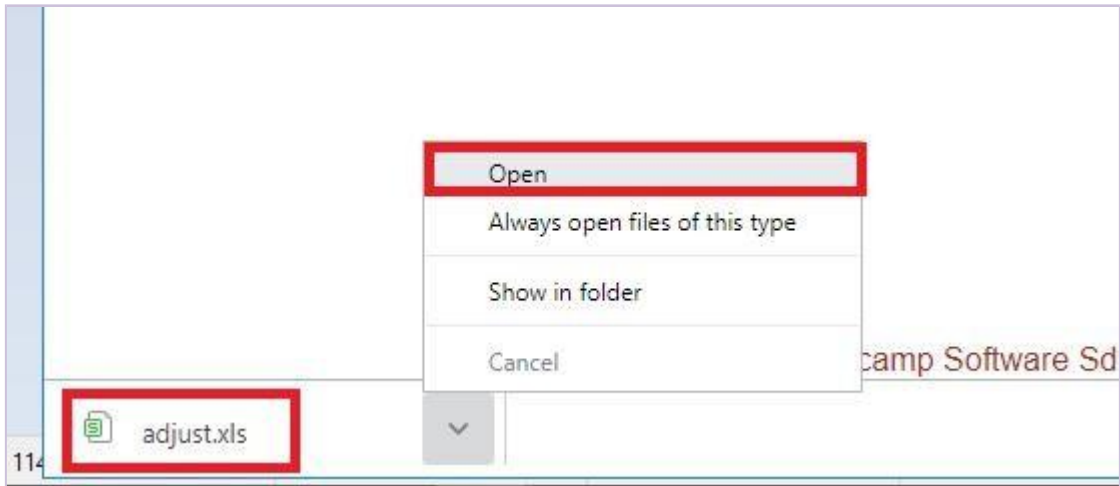 Open
Always open files of this type
Show in folder
Cancel
camp Software Sd
adjust.xls
114